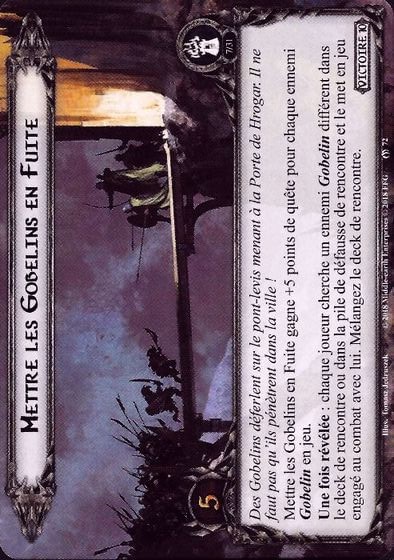 METTRE LES GOBELINS EN FUITE
7/31
5
Des Gobelins déferlent sur le pont-levis menant à la Porte de Hrogar. Il ne
faut pas qu'ils pénètrent dans la ville !
Mettre les Gobelins en Fuite gagne +5 points de quête pour chaque ennemi
Gobelin en jeu.
Une fois révélée : chaque joueur cherche un ennemi Gobelin différent dans
le deck de rencontre ou dans la pile de défausse de rencontre et le met en jeu
engagé au combat avec lui. Mélangez le deck de rencontre.
VICTOIRE 10
Illus. Tomasz Jedruszek
© 2018 Middle-earth Enterprises © 2018 FFG
72